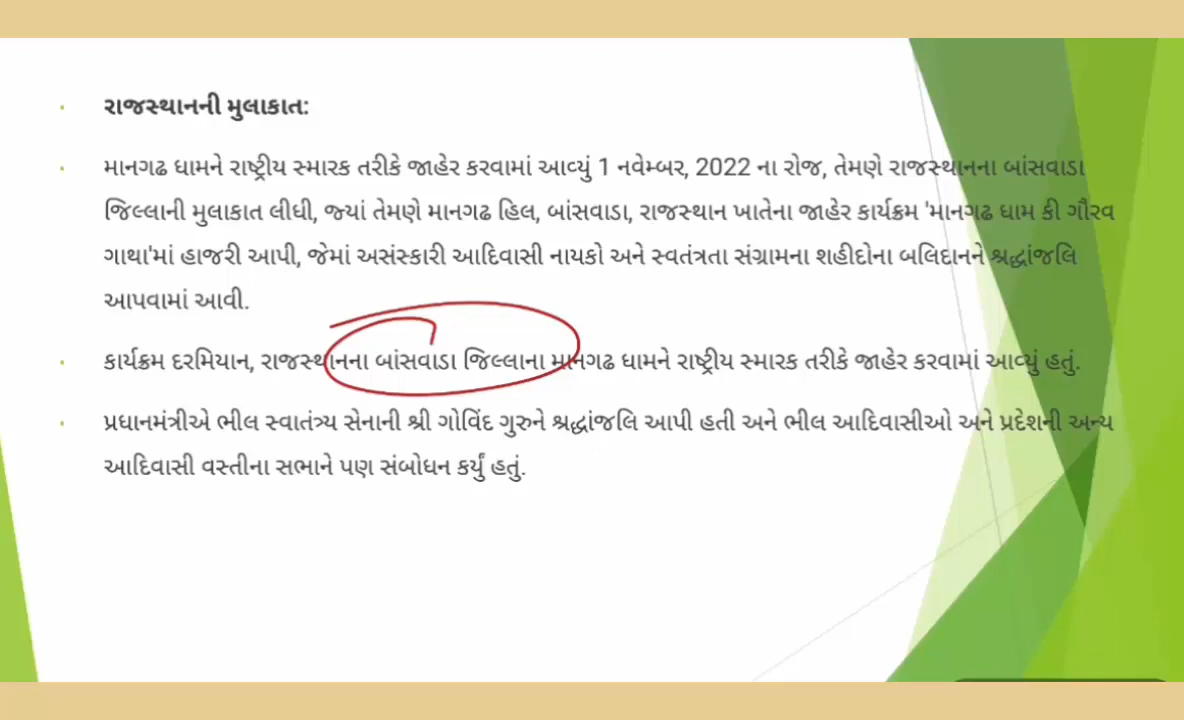 રાજસ્થાનની મુલાકાત:
માનગઢ ધામને રાષ્ટ્રીય સ્મારક તરીકે જાહેર કરવામાં આવ્યું 1 નવેમ્બર, 2022 ના રોજ, તેમણે રાજસ્થાનના બાંસવાડા
જિલ્લાની મુલાકાત લીધી, જ્યાં તેમણે માનગઢ હિલ, બાંસવાડા, રાજસ્થાન ખાતેના જાહેર કાર્યક્રમ 'માનગઢ ધામ કી ગૌરવ
ગાથા'માં હાજરી આપી, જેમાં અસંસ્કારી આદિવાસી નાયકો અને સ્વતંત્રતા સંગ્રામના શહીદોના બલિદાનને શ્રદ્ધાંજલિ
આપવામાં આવી.
કાર્યક્રમ દરમિયાન, રાજસ્થાનના બાંસવાડા જિલ્લાના માનગઢ ધામને રાષ્ટ્રીય સ્મારક તરીકે જાહેર કરવામાં આવ્યું હતું.
પ્રધાનમંત્રીએ ભીલ સ્વાતંત્ર્ય સેનાની શ્રી ગોવિંદ ગુરુને શ્રદ્ધાંજલિ આપી હતી અને ભીલ આદિવાસીઓ અને પ્રદેશની અન્ય
આદિવાસી વસ્તીના સભાને પણ સંબોધન કર્યું હતું.